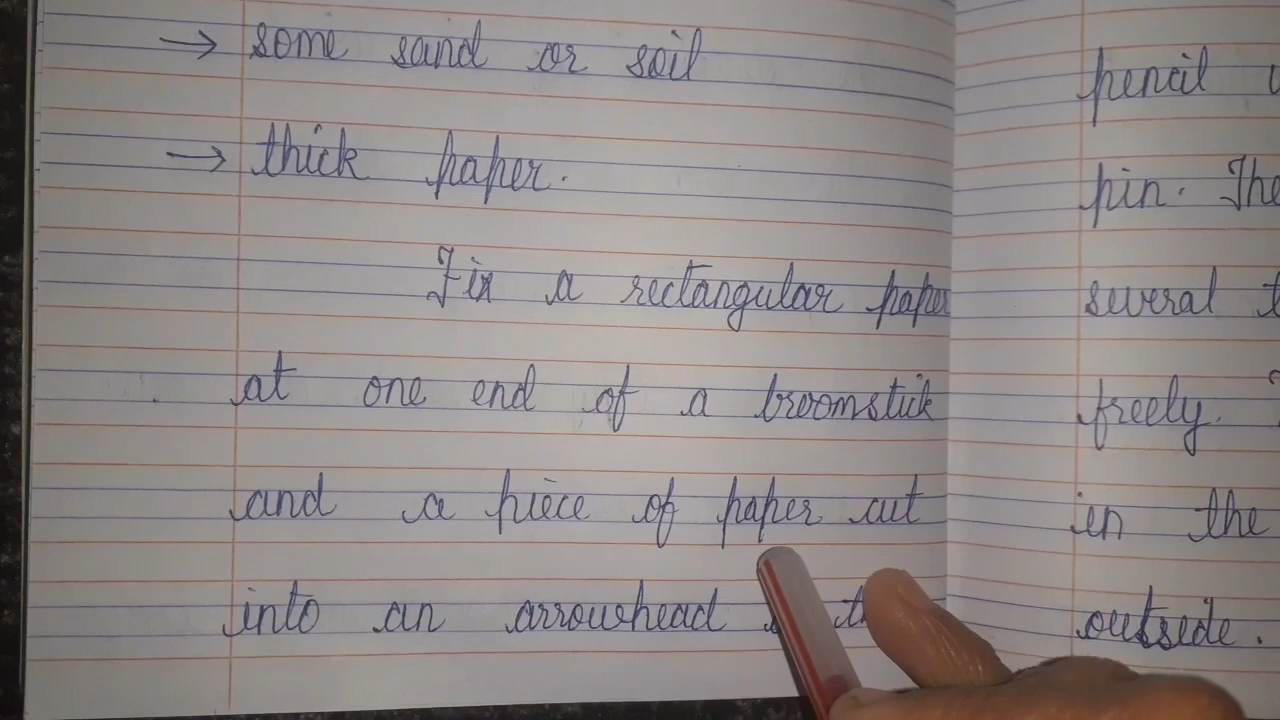 → some sand or soil
→ thick paper.
Fix a rectangular paper
at one end of a broomstick
and a piece of paper cut
into an arrowhead
pencil
pin. The
several
freely.
in the
outside.